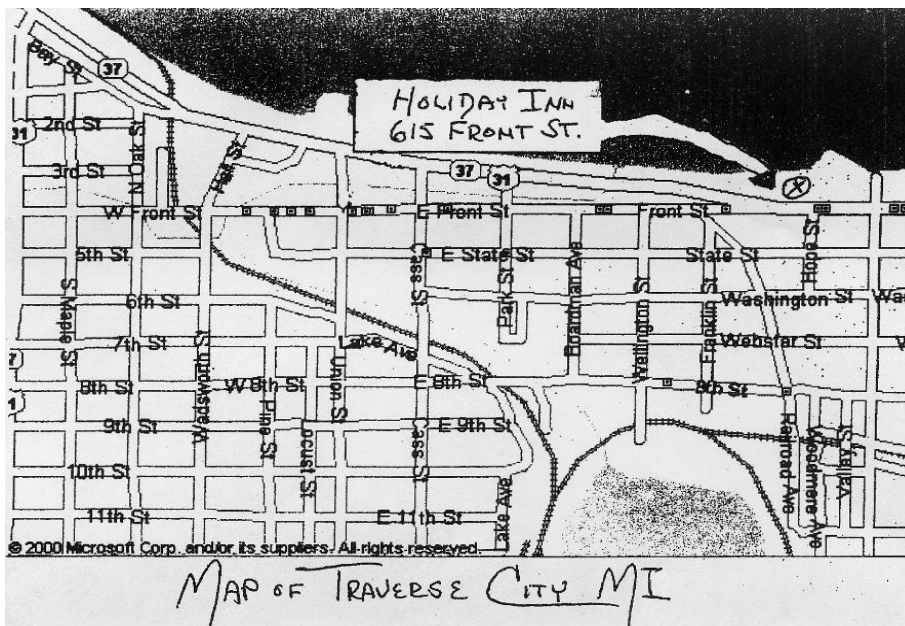 Bay St
37
HOLIDAY INN
615 FRONT ST.
31
2nd St
N Oak St
Hall St
3rd St
37
31
W Front St
E Front St
Front St
Hope St
5th St
Cass St
E State St
State St
S Maple St
6th St
Park St
Boardman Ave
Wellington St
Franklin St
Washington St
Wa
7th St
Lake Ave
Webster St
W
7
Wadsworth St
8th St
W 8th St
Union St
E 8th St
8th St
1
Pine St
9th St
Locust St
Cass St
E 9th St
Railroad Ave
Woodmere Ave
Valley S
10th St
Lake Ave
11th St
E 11th St
© 2000 Microsoft Corp. and/or its suppliers. All rights reserved.
MAP OF TRAVERSE CITY MI